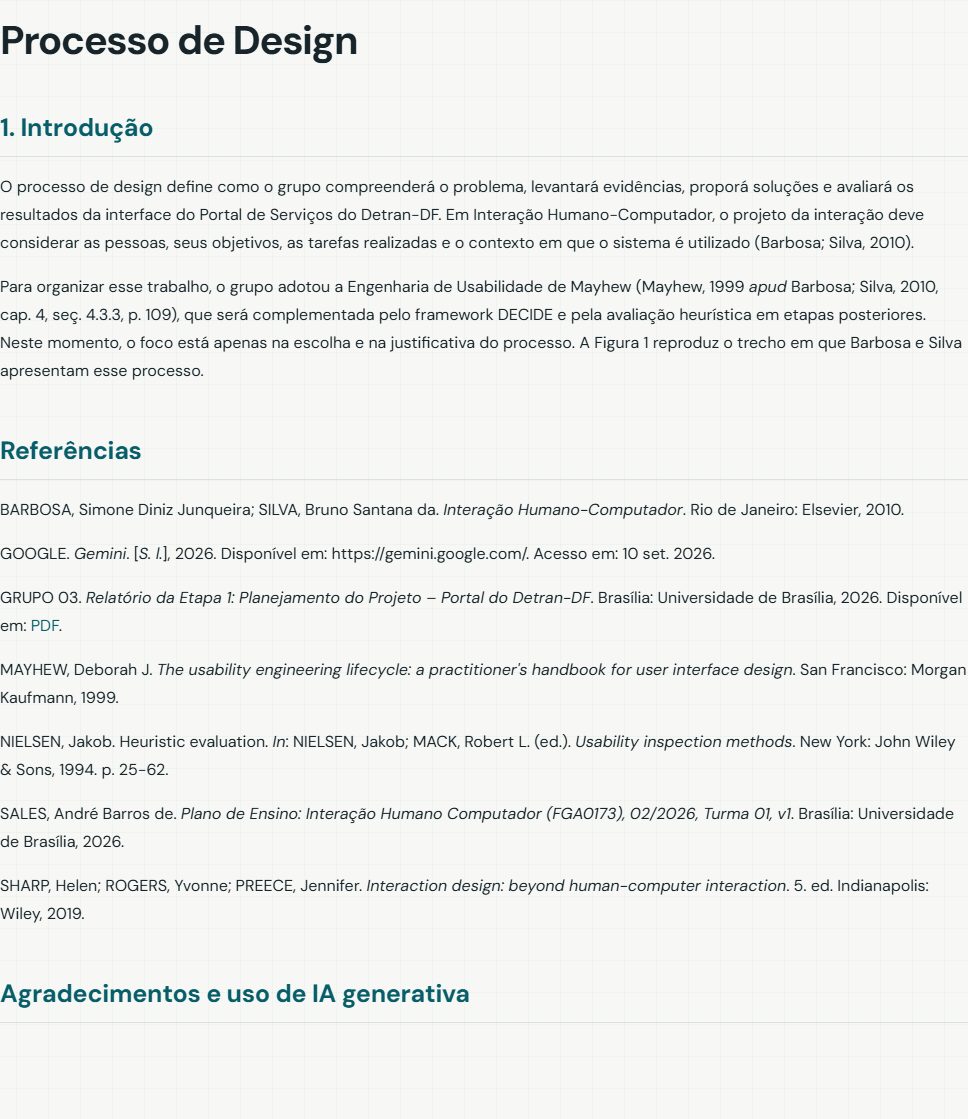 Processo de Design
1. Introdução
O processo de design define como o grupo compreenderá o problema, levantará evidências, proporá soluções e avaliará os
resultados da interface do Portal de Serviços do Detran-DF. Em Interação Humano-Computador, o projeto da interação deve
considerar as pessoas, seus objetivos, as tarefas realizadas e o contexto em que o sistema é utilizado (Barbosa; Silva, 2010).
Para organizar esse trabalho, o grupo adotou a Engenharia de Usabilidade de Mayhew (Mayhew, 1999 apud Barbosa; Silva, 2010,
cap. 4, seç. 4.3.3, p. 109), que será complementada pelo framework DECIDE e pela avaliação heurística em etapas posteriores.
Neste momento, o foco está apenas na escolha e na justificativa do processo. A Figura 1 reproduz o trecho em que Barbosa e Silva
apresentam esse processo.
Referências
BARBOSA, Simone Diniz Junqueira; SILVA, Bruno Santana da. Interação Humano-Computador. Rio de Janeiro: Elsevier, 2010.
GOOGLE. Gemini. [S. l.], 2026. Disponível em: https://gemini.google.com/. Acesso em: 10 set. 2026.
GRUPO 03. Relatório da Etapa 1: Planejamento do Projeto – Portal do Detran-DF. Brasília: Universidade de Brasília, 2026. Disponível
em: PDF.
MAYHEW, Deborah J. The usability engineering lifecycle: a practitioner's handbook for user interface design. San Francisco: Morgan
Kaufmann, 1999.
NIELSEN, Jakob. Heuristic evaluation. In: NIELSEN, Jakob; MACK, Robert L. (ed.). Usability inspection methods. New York: John Wiley
& Sons, 1994. p. 25-62.
SALES, André Barros de. Plano de Ensino: Interação Humano Computador (FGA0173), 02/2026, Turma 01, v1. Brasília: Universidade
de Brasília, 2026.
SHARP, Helen; ROGERS, Yvonne; PREECE, Jennifer. Interaction design: beyond human-computer interaction. 5. ed. Indianapolis:
Wiley, 2019.
Agradecimentos e uso de IA generativa